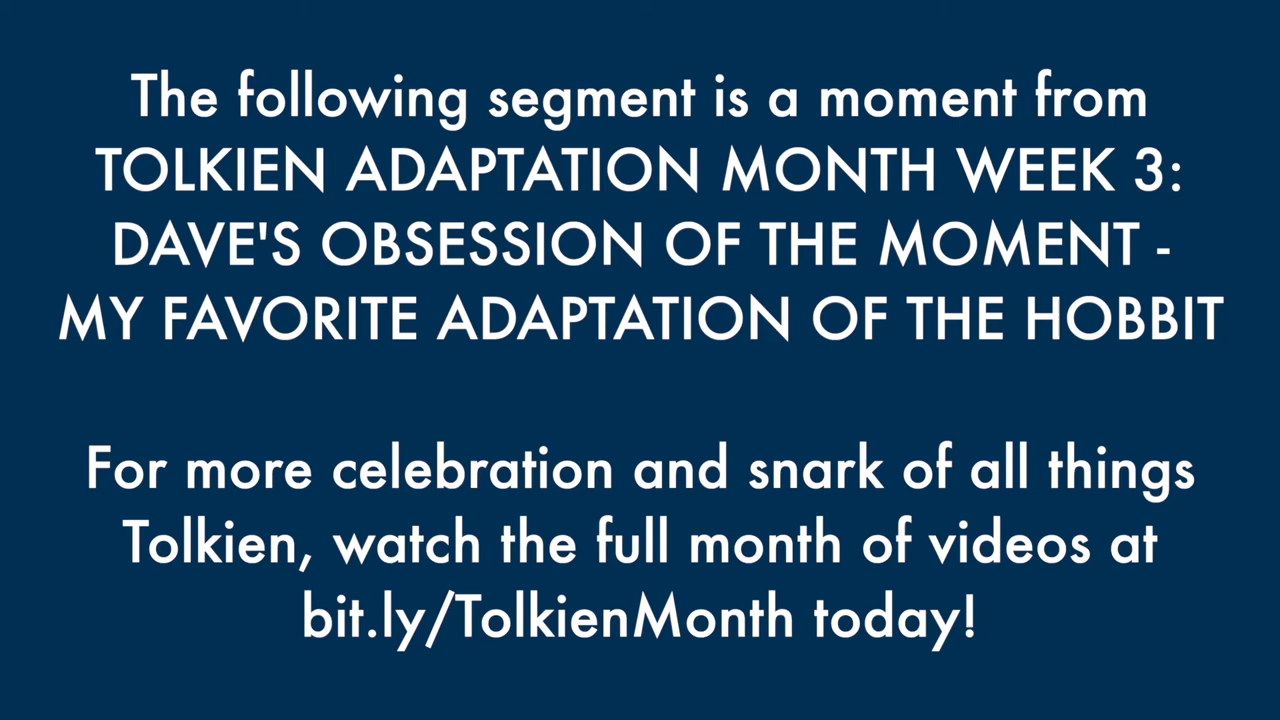 The following segment is a moment from
TOLKIEN ADAPTATION MONTH WEEK 3:
DAVE'S OBSESSION OF THE MOMENT -
MY FAVORITE ADAPTATION OF THE HOBBIT
For more celebration and snark of all things
Tolkien, watch the full month of videos at
bit.ly/TolkienMonth today!